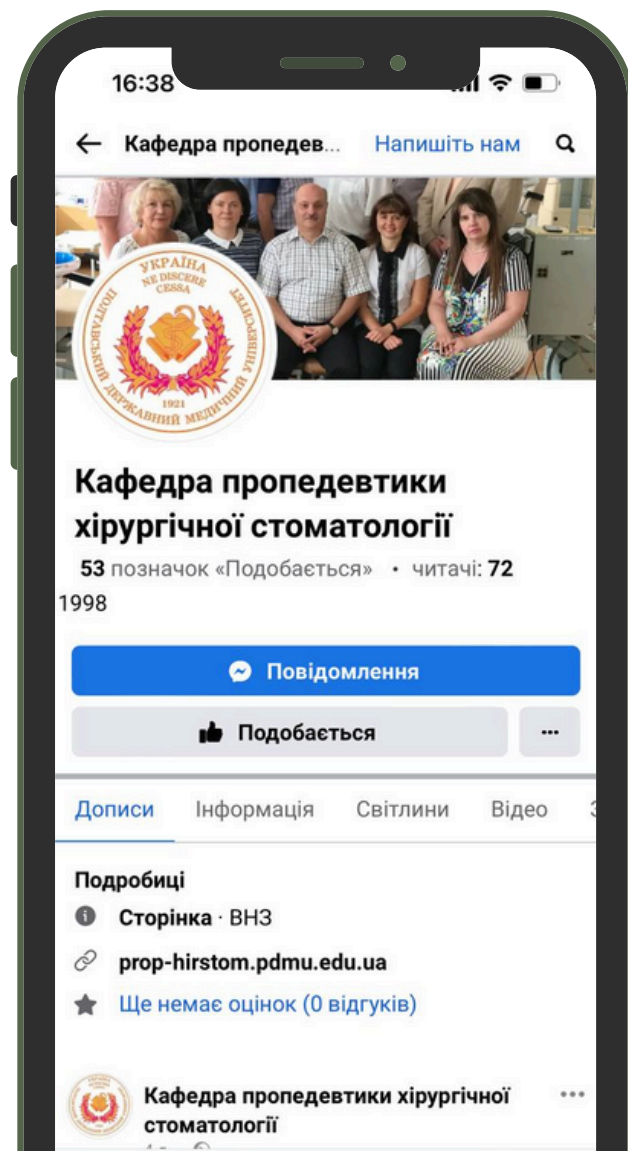 16:38
Кафедра пропедев...
Напишіть нам
УКРАЇНА
NE DISCERE
CESSA
ПОЛТАВСЬКИЙ ДЕРЖАВНИЙ МЕДИЧНИЙ УНІВЕРСИТЕТ
1921
Кафедра пропедевтики
хірургічної стоматології
53 позначок «Подобається» • читачі: 72
1998
Повідомлення
Подобається
Дописи Інформація Світлини Відео
Подробиці
Сторінка · ВНЗ
prop-hirstom.pdmu.edu.ua
Ще немає оцінок (0 відгуків)
Кафедра пропедевтики хірургічної
стоматології